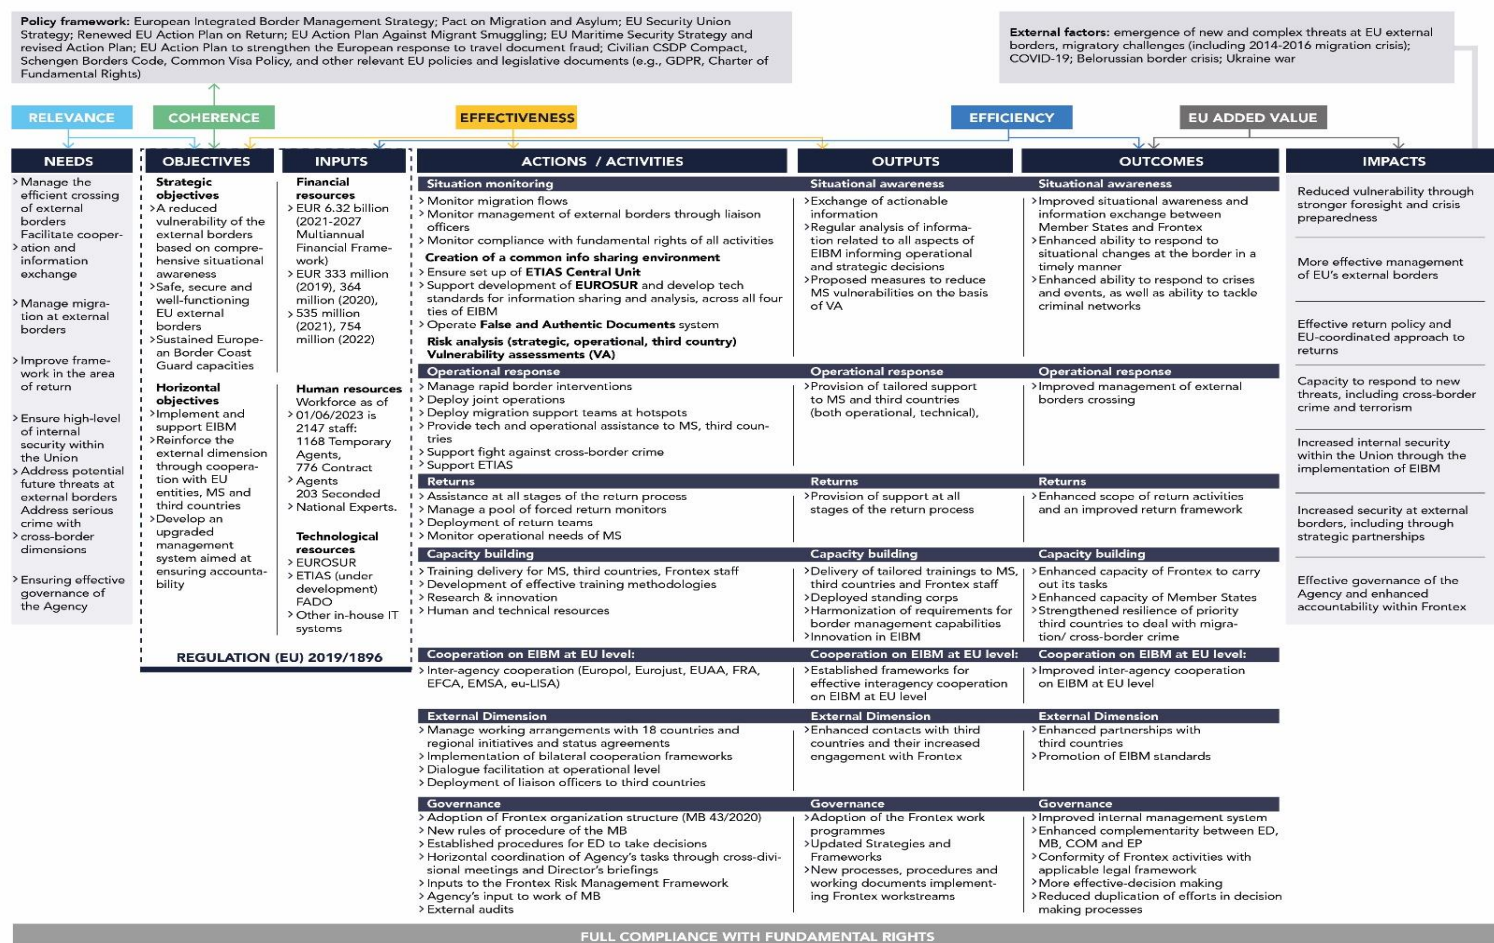 Policy framework: European Integrated Border Management Strategy; Pact on Migration and Asylum; EU Security Union
Strategy; Renewed EU Action Plan on Return; EU Action Plan Against Migrant Smuggling; EU Maritime Security Strategy and
revised Action Plan; EU Action Plan to strengthen the European response to travel document fraud; Civilian CSDP Compact,
Schengen Borders Code, Common Visa Policy, and other relevant EU policies and legislative documents (e.g., GDPR, Charter of
Fundamental Rights)
External factors: emergence of new and complex threats at EU external
borders, migratory challenges (including 2014-2016 migration crisis);
COVID-19; Belorussian border crisis; Ukraine war
RELEVANCE
COHERENCE
EFFECTIVENESS
EFFICIENCY
EU ADDED VALUE
NEEDS
> Manage the
efficient crossing
of external
borders
Facilitate cooper-
> ation and
information
exchange
> Manage migra-
tion at external
borders
> Improve frame-
work in the area
of return
> Ensure high-level
of internal
security within
the Union
> Address potential
future threats at
external borders
Address serious
crime with
> cross-border
dimensions
> Ensuring effective
governance of
the Agency
OBJECTIVES
Strategic
objectives
>A reduced
vulnerability of the
external borders
based on compre-
hensive situational
awareness
>Safe, secure and
well-functioning
EU external
borders
>Sustained Europe-
an Border Coast
Guard capacities
Horizontal
objectives
>Implement and
support EIBM
>Reinforce the
external dimension
through coopera-
tion with EU
entities, MS and
third countries
>Develop an
upgraded
management
system aimed at
ensuring accounta-
bility
INPUTS
Financial
resources
> EUR 6.32 billion
(2021-2027
Multiannual
Financial Frame-
work)
> EUR 333 million
(2019), 364
million (2020),
> 535 million
(2021), 754
million (2022)
Human resources
Workforce as of
> 01/06/2023 is
2147 staff:
1168 Temporary
Agents,
776 Contract
> Agents
203 Seconded
> National Experts.
Technological
resources
> EUROSUR
> ETIAS (under
development)
FADO
> Other in-house IT
systems
REGULATION (EU) 2019/1896
ACTIONS / ACTIVITIES
Situation monitoring
> Monitor migration flows
> Monitor management of external borders through liaison
officers
> Monitor compliance with fundamental rights of all activities
Creation of a common info sharing environment
> Ensure set up of ETIAS Central Unit
> Support development of EUROSUR and develop tech
standards for information sharing and analysis, across all four
ties of EIBM
> Operate False and Authentic Documents system
Risk analysis (strategic, operational, third country)
Vulnerability assessments (VA)
Operational response
> Manage rapid border interventions
> Deploy joint operations
> Deploy migration support teams at hotspots
> Provide tech and operational assistance to MS, third coun-
tries
> Support fight against cross-border crime
> Support ETIAS
Returns
> Assistance at all stages of the return process
> Manage a pool of forced return monitors
> Deployment of return teams
> Monitor operational needs of MS
Capacity building
> Training delivery for MS, third countries, Frontex staff
> Development of effective training methodologies
> Research & innovation
> Human and technical resources
Cooperation on EIBM at EU level:
> Inter-agency cooperation (Europol, Eurojust, EUAA, FRA,
EFCA, EMSA, eu-LISA)
External Dimension
> Manage working arrangements with 18 countries and
regional initiatives and status agreements
> Implementation of bilateral cooperation frameworks
> Dialogue facilitation at operational level
> Deployment of liaison officers to third countries
Governance
> Adoption of Frontex organization structure (MB 43/2020)
> New rules of procedure of the MB
> Established procedures for ED to take decisions
> Horizontal coordination of Agency's tasks through cross-divi-
sional meetings and Director's briefings
> Inputs to the Frontex Risk Management Framework
> Agency's input to work of MB
> External audits
OUTPUTS
Situational awareness
>Exchange of actionable
information
>Regular analysis of informa-
tion related to all aspects of
EIBM informing operational
and strategic decisions
>Proposed measures to reduce
MS vulnerabilities on the basis
of VA
Operational response
>Provision of tailored support
to MS and third countries
(both operational, technical),
Returns
>Provision of support at all
stages of the return process
Capacity building
>Delivery of tailored trainings to MS,
third countries and Frontex staff
>Deployed standing corps
>Harmonization of requirements for
border management capabilities
>Innovation in EIBM
Cooperation on EIBM at EU level:
>Established frameworks for
effective interagency cooperation
on EIBM at EU level
External Dimension
>Enhanced contacts with third
countries and their increased
engagement with Frontex
Governance
>Adoption of the Frontex work
programmes
>Updated Strategies and
Frameworks
>New processes, procedures and
working documents implement-
ing Frontex workstreams
OUTCOMES
Situational awareness
>Improved situational awareness and
information exchange between
Member States and Frontex
>Enhanced ability to respond to
situational changes at the border in a
timely manner
>Enhanced ability to respond to crises
and events, as well as ability to tackle
criminal networks
Operational response
>Improved management of external
borders crossing
Returns
>Enhanced scope of return activities
and an improved return framework
Capacity building
>Enhanced capacity of Frontex to carry
out its tasks
>Enhanced capacity of Member States
>Strengthened resilience of priority
third countries to deal with migra-
tion/ cross-border crime
Cooperation on EIBM at EU level:
>Improved inter-agency cooperation
on EIBM at EU level
External Dimension
>Enhanced partnerships with
third countries
>Promotion of EIBM standards
Governance
>Improved internal management system
>Enhanced complementarity between ED,
MB, COM and EP
>Conformity of Frontex activities with
applicable legal framework
>More effective-decision making
>Reduced duplication of efforts in decision
making processes
IMPACTS
Reduced vulnerability through
stronger foresight and crisis
preparedness
More effective management
of EU's external borders
Effective return policy and
EU-coordinated approach to
returns
Capacity to respond to new
threats, including cross-border
crime and terrorism
Increased internal security
within the Union through the
implementation of EIBM
Increased security at external
borders, including through
strategic partnerships
Effective governance of the
Agency and enhanced
accountability within Frontex
FULL COMPLIANCE WITH FUNDAMENTAL RIGHTS